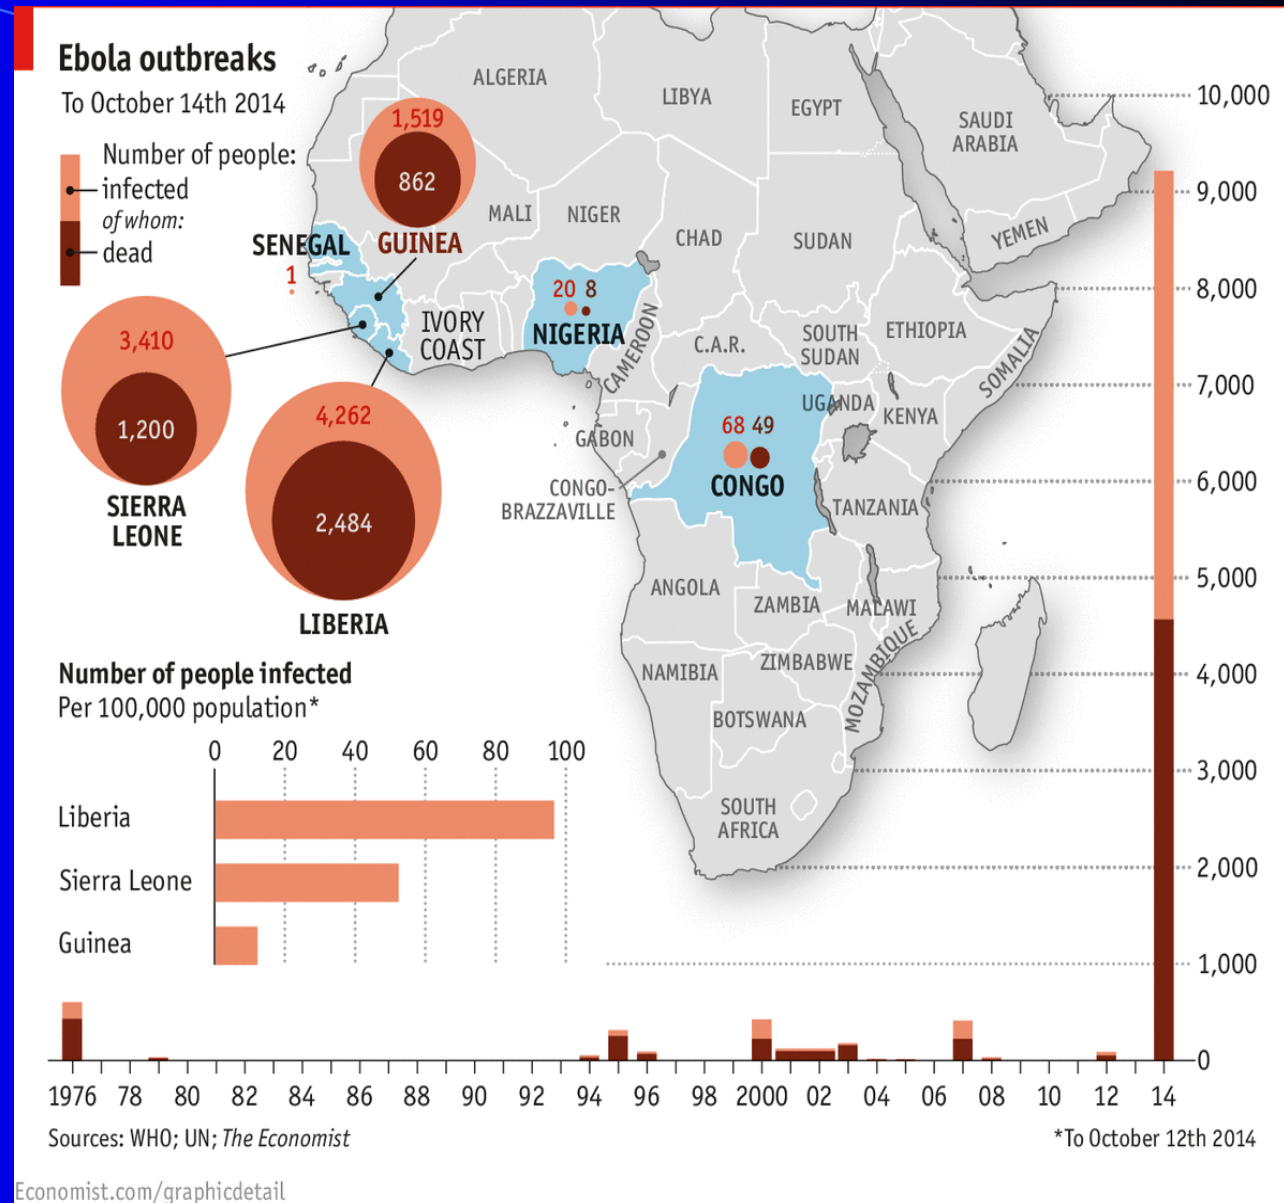 Ebola outbreaks
To October 14th 2014
Number of people:
infected
of whom:
dead
1,519
862
GUINEA
SENEGAL
1
3,410
1,200
SIERRA
LEONE
4,262
2,484
LIBERIA
20 8
NIGERIA
68 49
CONGO
ALGERIA
LIBYA
EGYPT
SAUDI
ARABIA
YEMEN
MALI
NIGER
CHAD
SUDAN
IVORY
COAST
CAMEROON
C.A.R.
SOUTH
SUDAN
ETHIOPIA
SOMALIA
UGANDA
KENYA
GABON
CONGO-
BRAZZAVILLE
TANZANIA
ANGOLA
ZAMBIA
MALAWI
MOZAMBIQUE
ZIMBABWE
NAMIBIA
BOTSWANA
SOUTH
AFRICA
10,000
9,000
8,000
7,000
6,000
5,000
4,000
3,000
2,000
1,000
0
Number of people infected
Per 100,000 population*
0 20 40 60 80 100
Liberia
Sierra Leone
Guinea
1976 78 80 82 84 86 88 90 92 94 96 98 2000 02 04 06 08 10 12 14
Sources: WHO; UN; The Economist
*To October 12th 2014
Economist.com/graphicdetail